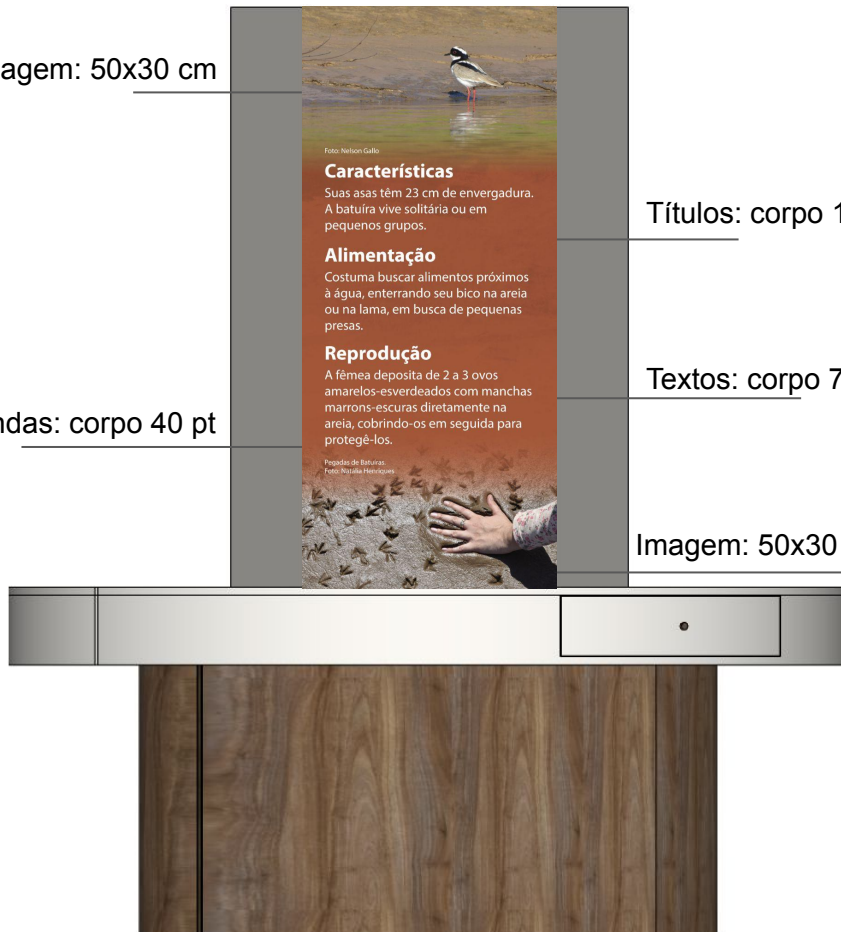 agem: 50x30 cm
Foto: Nelson Gallo
Características
Suas asas têm 23 cm de envergadura.
A batuíra vive solitária ou em
pequenos grupos.
Títulos: corpo 1
Alimentação
Costuma buscar alimentos próximos
à água, enterrando seu bico na areia
ou na lama, em busca de pequenas
presas.
Reprodução
A fêmea deposita de 2 a 3 ovos
amarelos-esverdeados com manchas
marrons-escuras diretamente na
areia, cobrindo-os em seguida para
protegê-los.
Textos: corpo 7
ndas: corpo 40 pt
Pegadas de Batuíras.
Foto: Natália Henriques
Imagem: 50x30